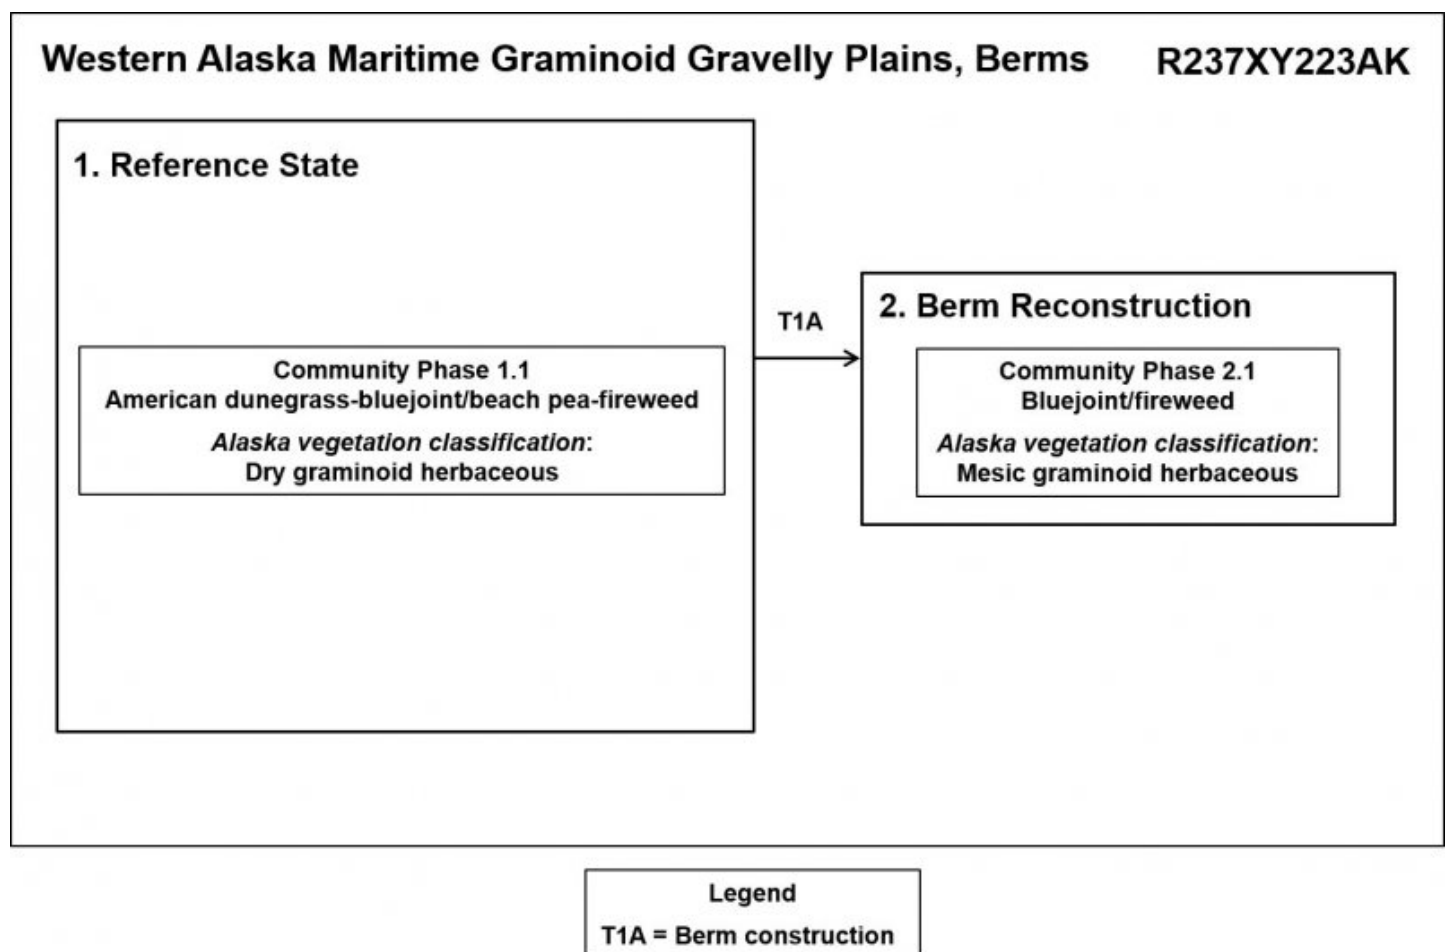 Western Alaska Maritime Graminoid Gravelly Plains, Berms R237XY223AK
1. Reference State
Community Phase 1.1
American dunegrass-bluejoint/beach pea-fireweed
Alaska vegetation classification:
Dry graminoid herbaceous
T1A
2. Berm Reconstruction
Community Phase 2.1
Bluejoint/fireweed
Alaska vegetation classification:
Mesic graminoid herbaceous
Legend
T1A = Berm construction